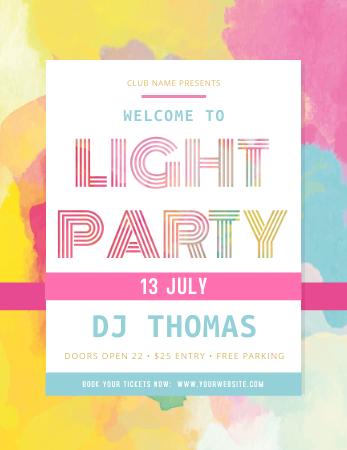 CLUB NAME PRESENTS
WELCOME TO
LIGHT
PARTY
13 JULY
DJ THOMAS
DOORS OPEN 22 • $25 ENTRY • FREE PARKING
BOOK YOUR TICKETS NOW: WWW.YOURWEBSITE.COM